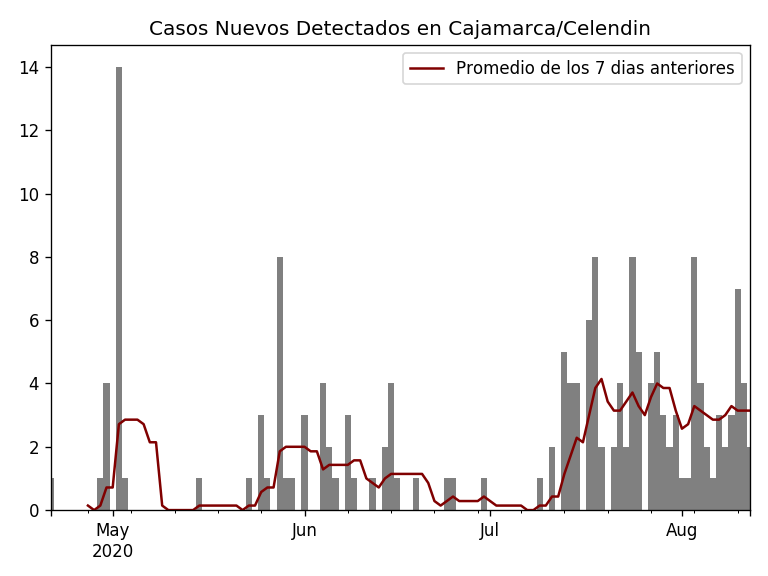 Casos Nuevos Detectados en Cajamarca/Celendin
Promedio de los 7 dias anteriores
14
12
10
8
6
4
2
0
May
2020
Jun
Jul
Aug